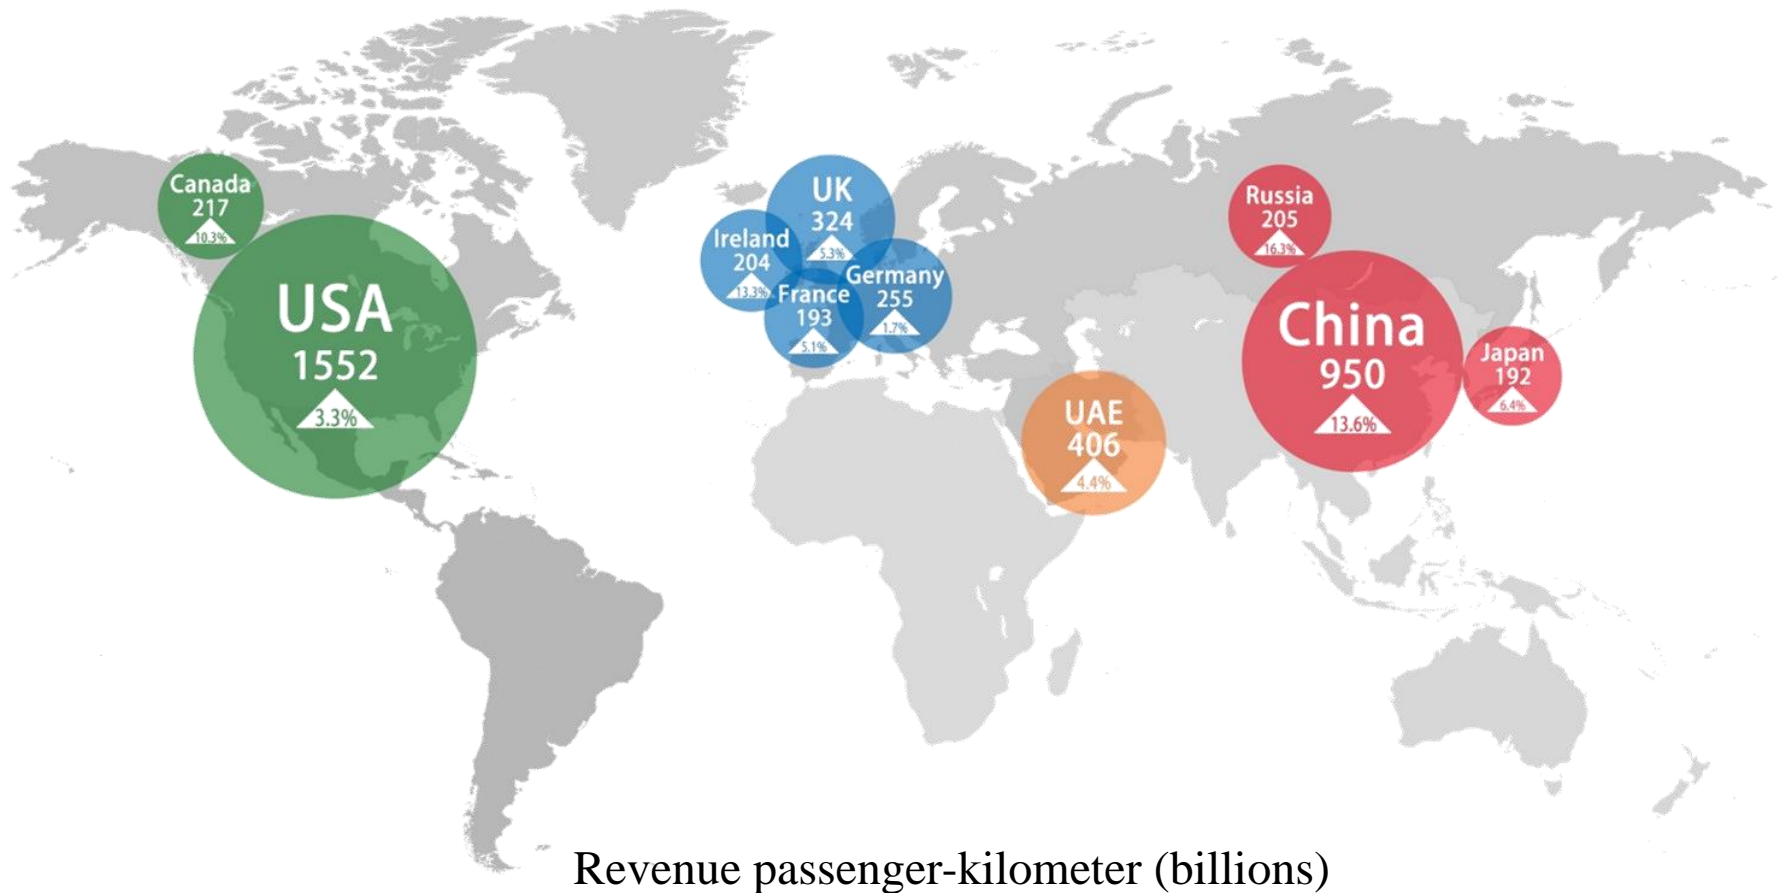 Canada
217
10.3%
USA
1552
3.3%
UK
324
5.3%
Ireland
204
13.3%
France
193
5.1%
Germany
255
1.7%
UAE
406
4.4%
Russia
205
16.3%
China
950
13.6%
Japan
192
6.4%
Revenue passenger-kilometer (billions)